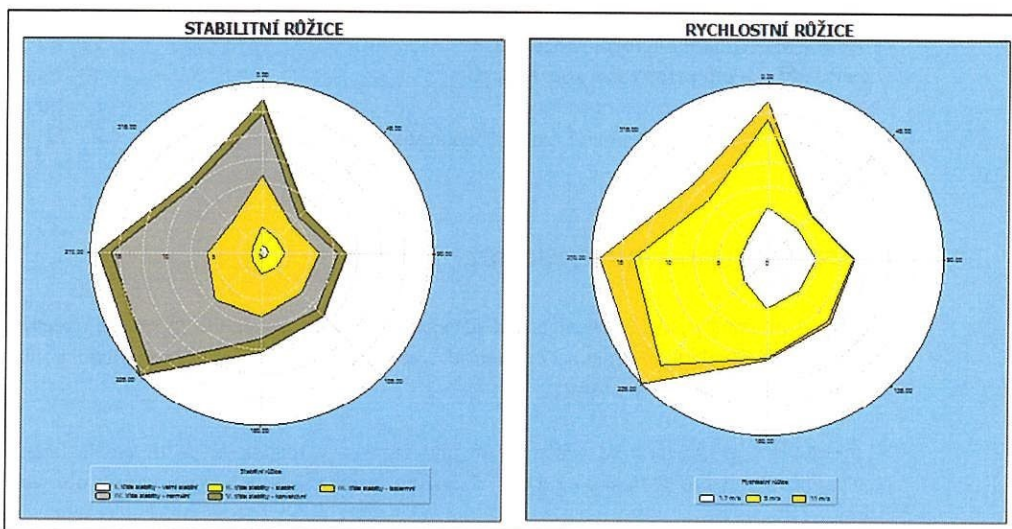 STABILITNÍ RŮŽICE
0.00
315.00
45.00
270.00
15
10
5
0
90.00
225.00
135.00
180.00
Stabilitní růžice
I. třída stability - velmi stabilní
II. třída stability - stabilní
III. třída stability - izotermní
IV. třída stability - normální
V. třída stability - konvektivní
RYCHLOSTNÍ RŮŽICE
0.00
315.00
45.00
270.00
15
10
5
0
90.00
225.00
135.00
180.00
Rychlostní růžice
1.7 m/s
5 m/s
11 m/s